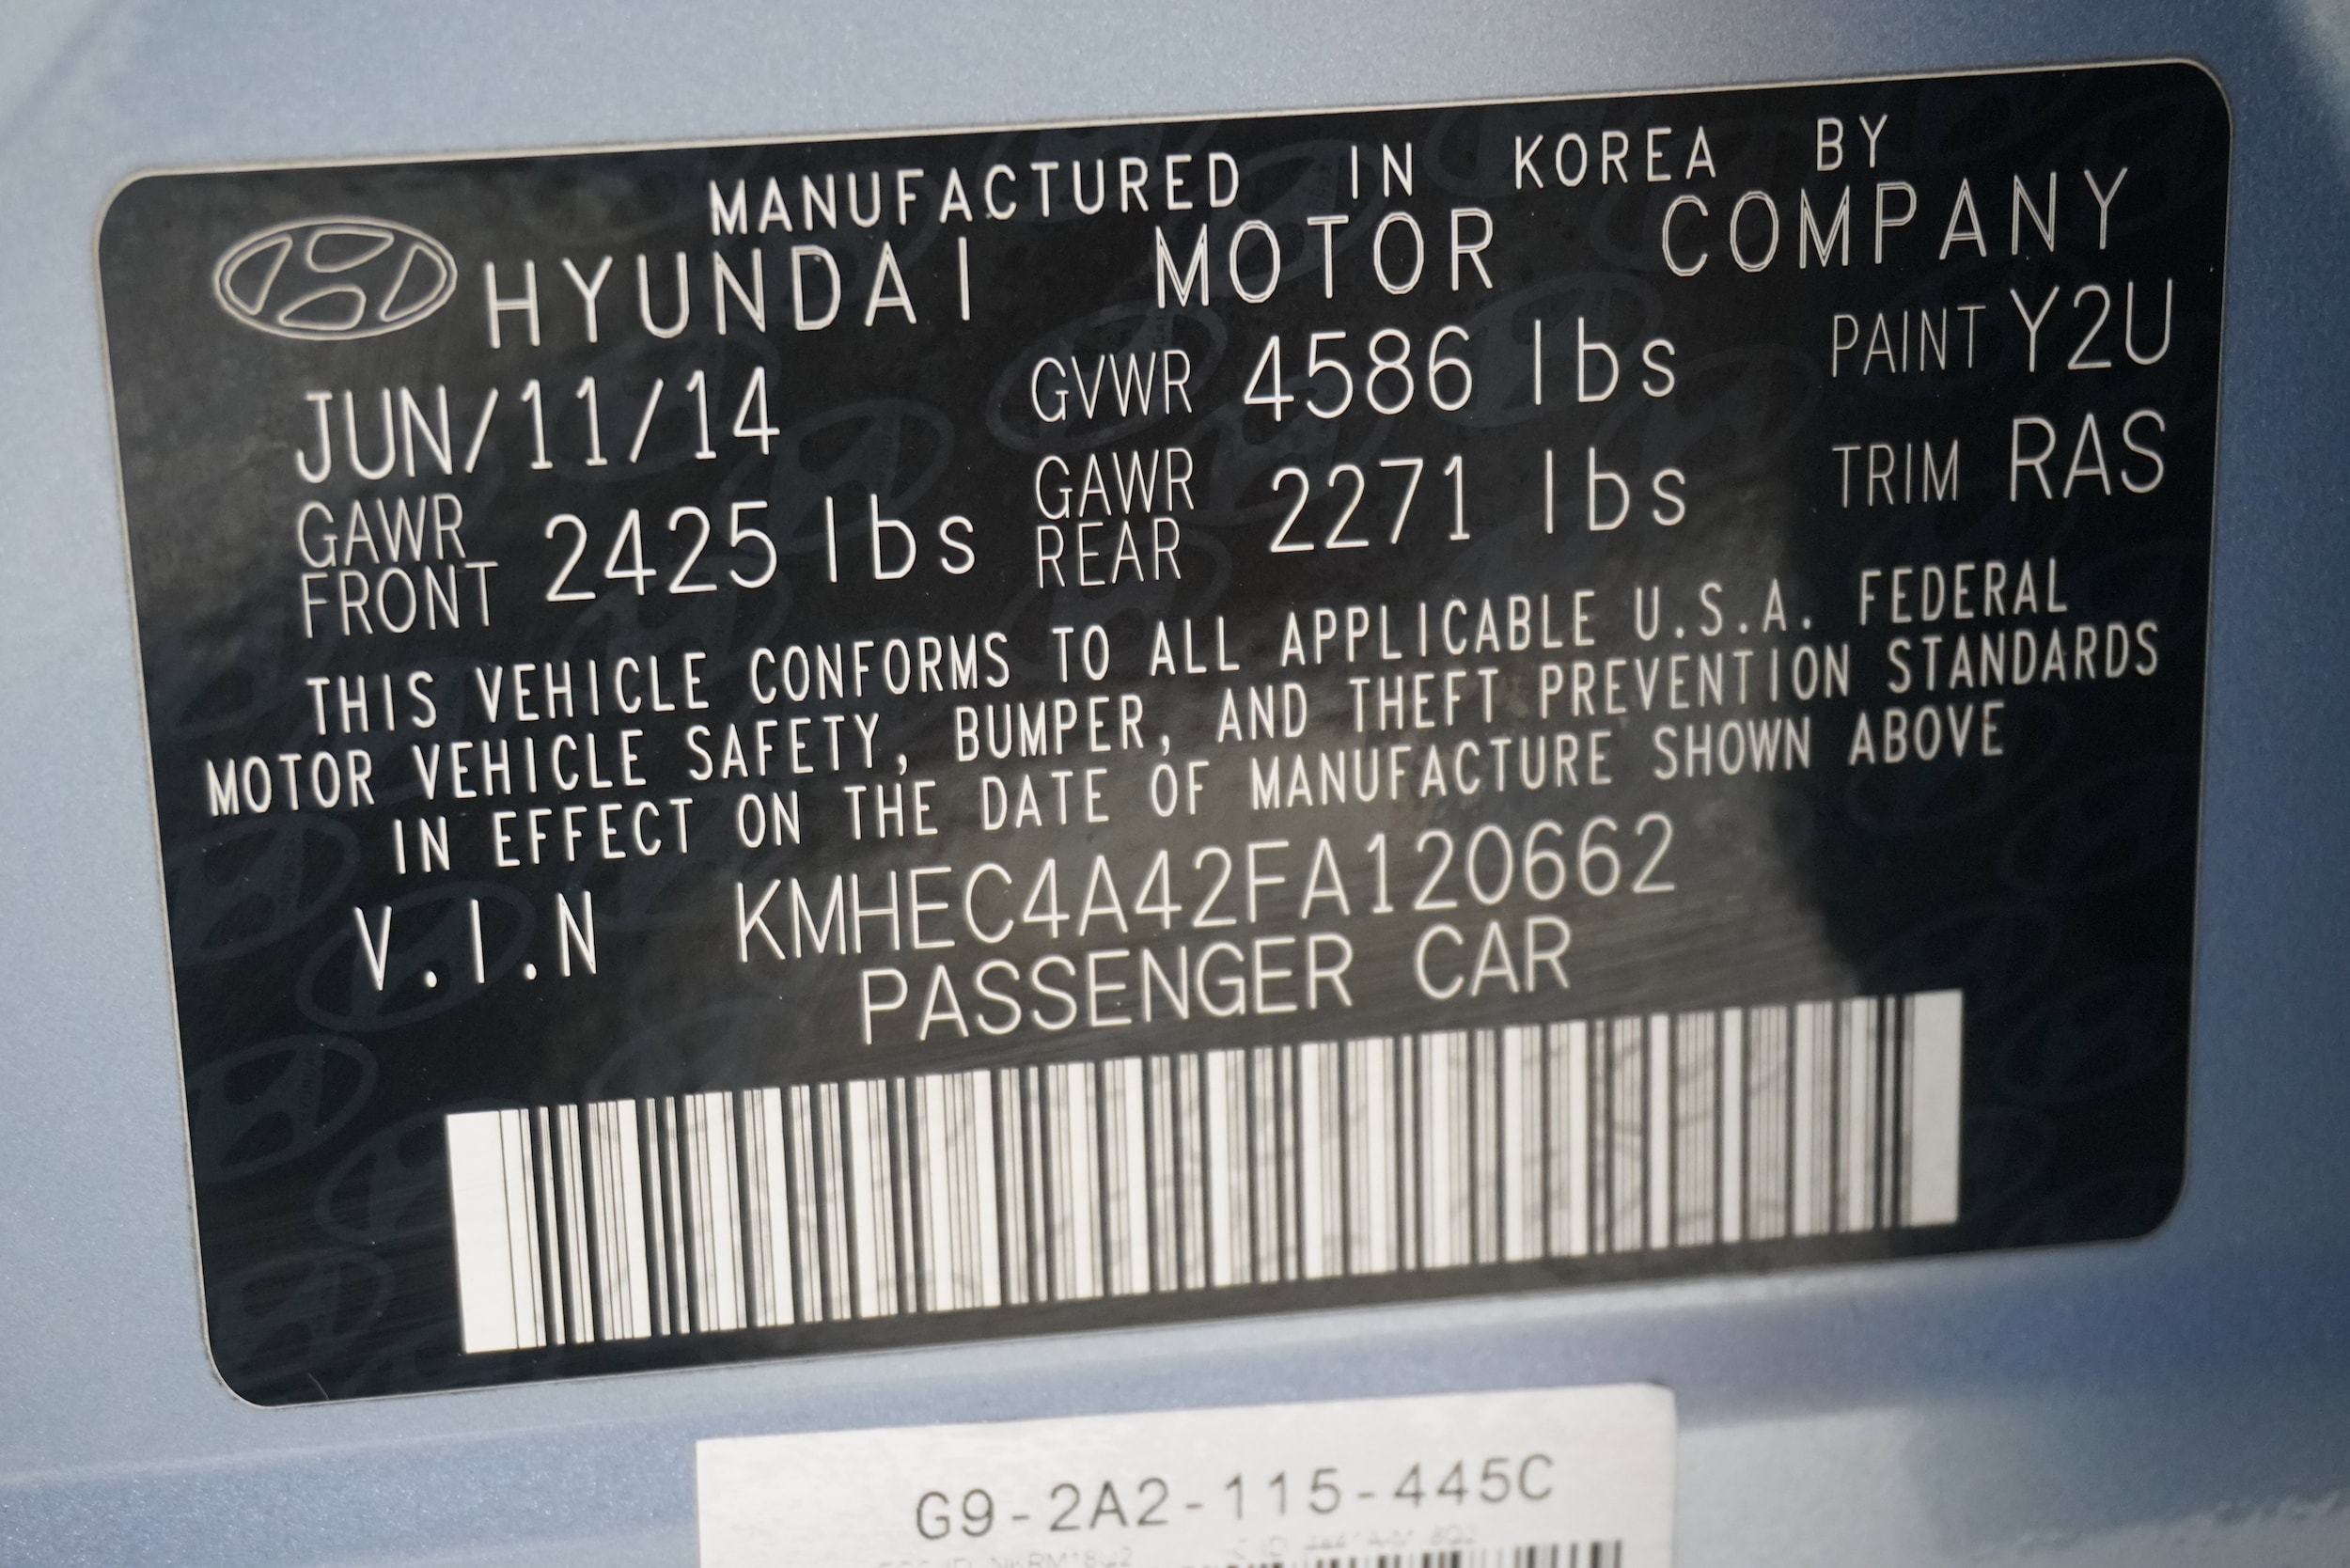 MANUFACTURED IN KOREA BY
HYUNDAI MOTOR COMPANY
JUN/11/14 GVWR 4586 lbs PAINT Y2U
GAWR FRONT 2425 lbs GAWR REAR 2271 lbs TRIM RAS
THIS VEHICLE CONFORMS TO ALL APPLICABLE U.S.A. FEDERAL
MOTOR VEHICLE SAFETY, BUMPER, AND THEFT PREVENTION STANDARDS
IN EFFECT ON THE DATE OF MANUFACTURE SHOWN ABOVE
V.I.N KMHEC4A42FA120662
PASSENGER CAR
G9-2A2-115-445C